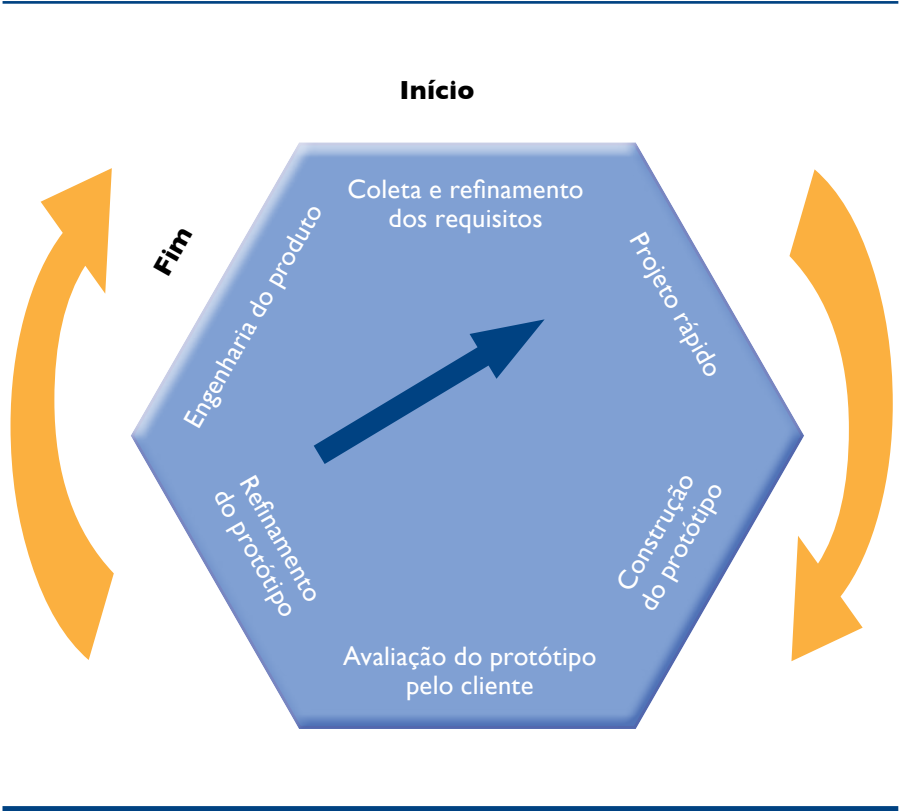 Início
Coleta e refinamento
dos requisitos
Projeto rápido
Construção
do protótipo
Avaliação do protótipo
pelo cliente
Refinamento
do protótipo
Engenharia do produto
Fim